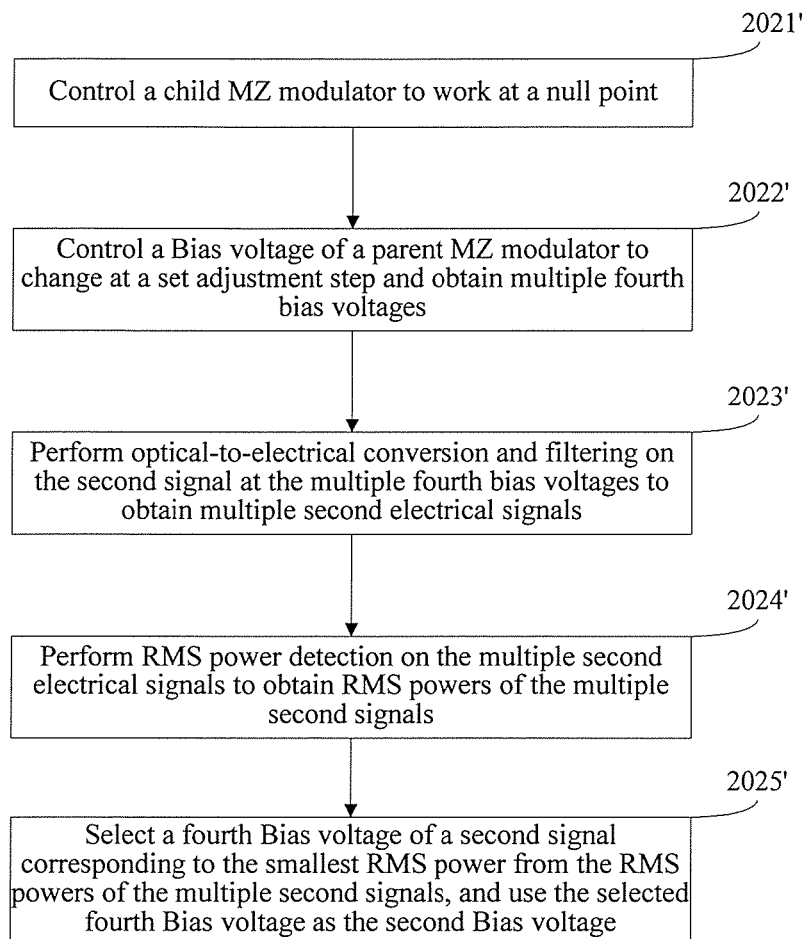 2021'
Control a child MZ modulator to work at a null point
2022'
Control a Bias voltage of a parent MZ modulator to
change at a set adjustment step and obtain multiple fourth
bias voltages
2023'
Perform optical-to-electrical conversion and filtering on
the second signal at the multiple fourth bias voltages to
obtain multiple second electrical signals
2024'
Perform RMS power detection on the multiple second
electrical signals to obtain RMS powers of the multiple
second signals
2025'
Select a fourth Bias voltage of a second signal
corresponding to the smallest RMS power from the RMS
powers of the multiple second signals, and use the selected
fourth Bias voltage as the second Bias voltage